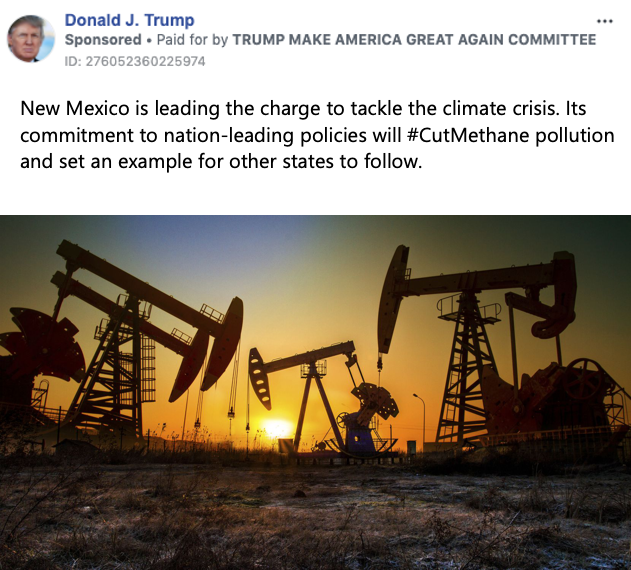 Donald J. Trump
Sponsored • Paid for by TRUMP MAKE AMERICA GREAT AGAIN COMMITTEE
ID: 276052360225974
New Mexico is leading the charge to tackle the climate crisis. Its
commitment to nation-leading policies will #CutMethane pollution
and set an example for other states to follow.